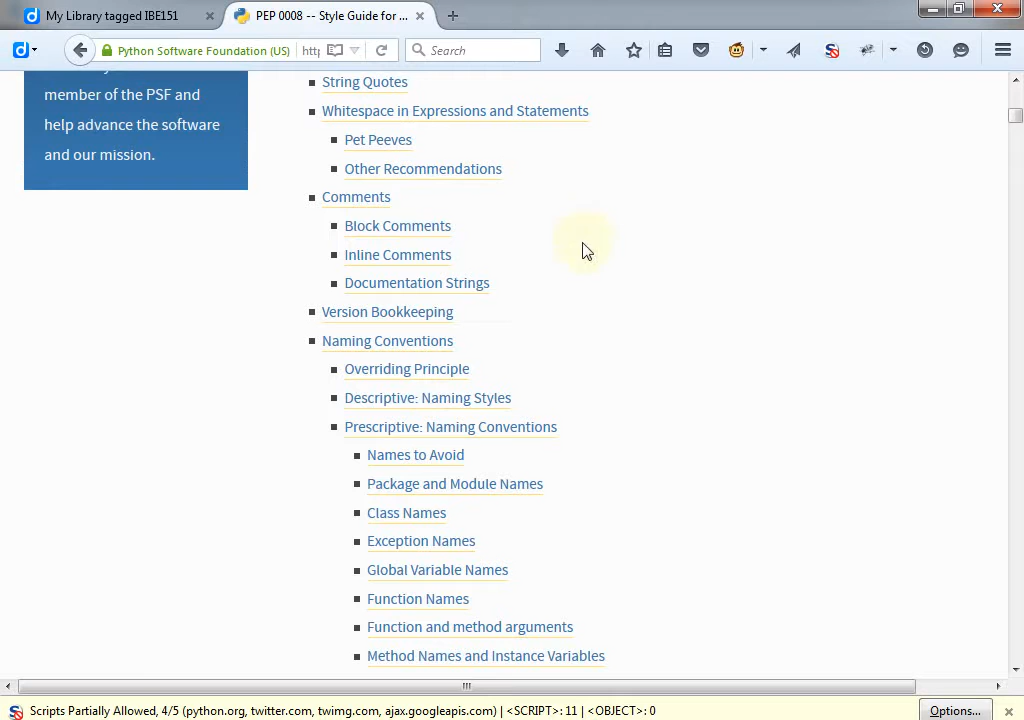 My Library tagged IBE151
PEP 0008 -- Style Guide for ...
Python Software Foundation (US)
Search
member of the PSF and
help advance the software
and our mission.
String Quotes
Whitespace in Expressions and Statements
Pet Peeves
Other Recommendations
Comments
Block Comments
Inline Comments
Documentation Strings
Version Bookkeeping
Naming Conventions
Overriding Principle
Descriptive: Naming Styles
Prescriptive: Naming Conventions
Names to Avoid
Package and Module Names
Class Names
Exception Names
Global Variable Names
Function Names
Function and method arguments
Method Names and Instance Variables
Scripts Partially Allowed, 4/5 (python.org, twitter.com, twimg.com, ajax.googleapis.com) | <SCRIPT>: 11 | <OBJECT>: 0
Options...